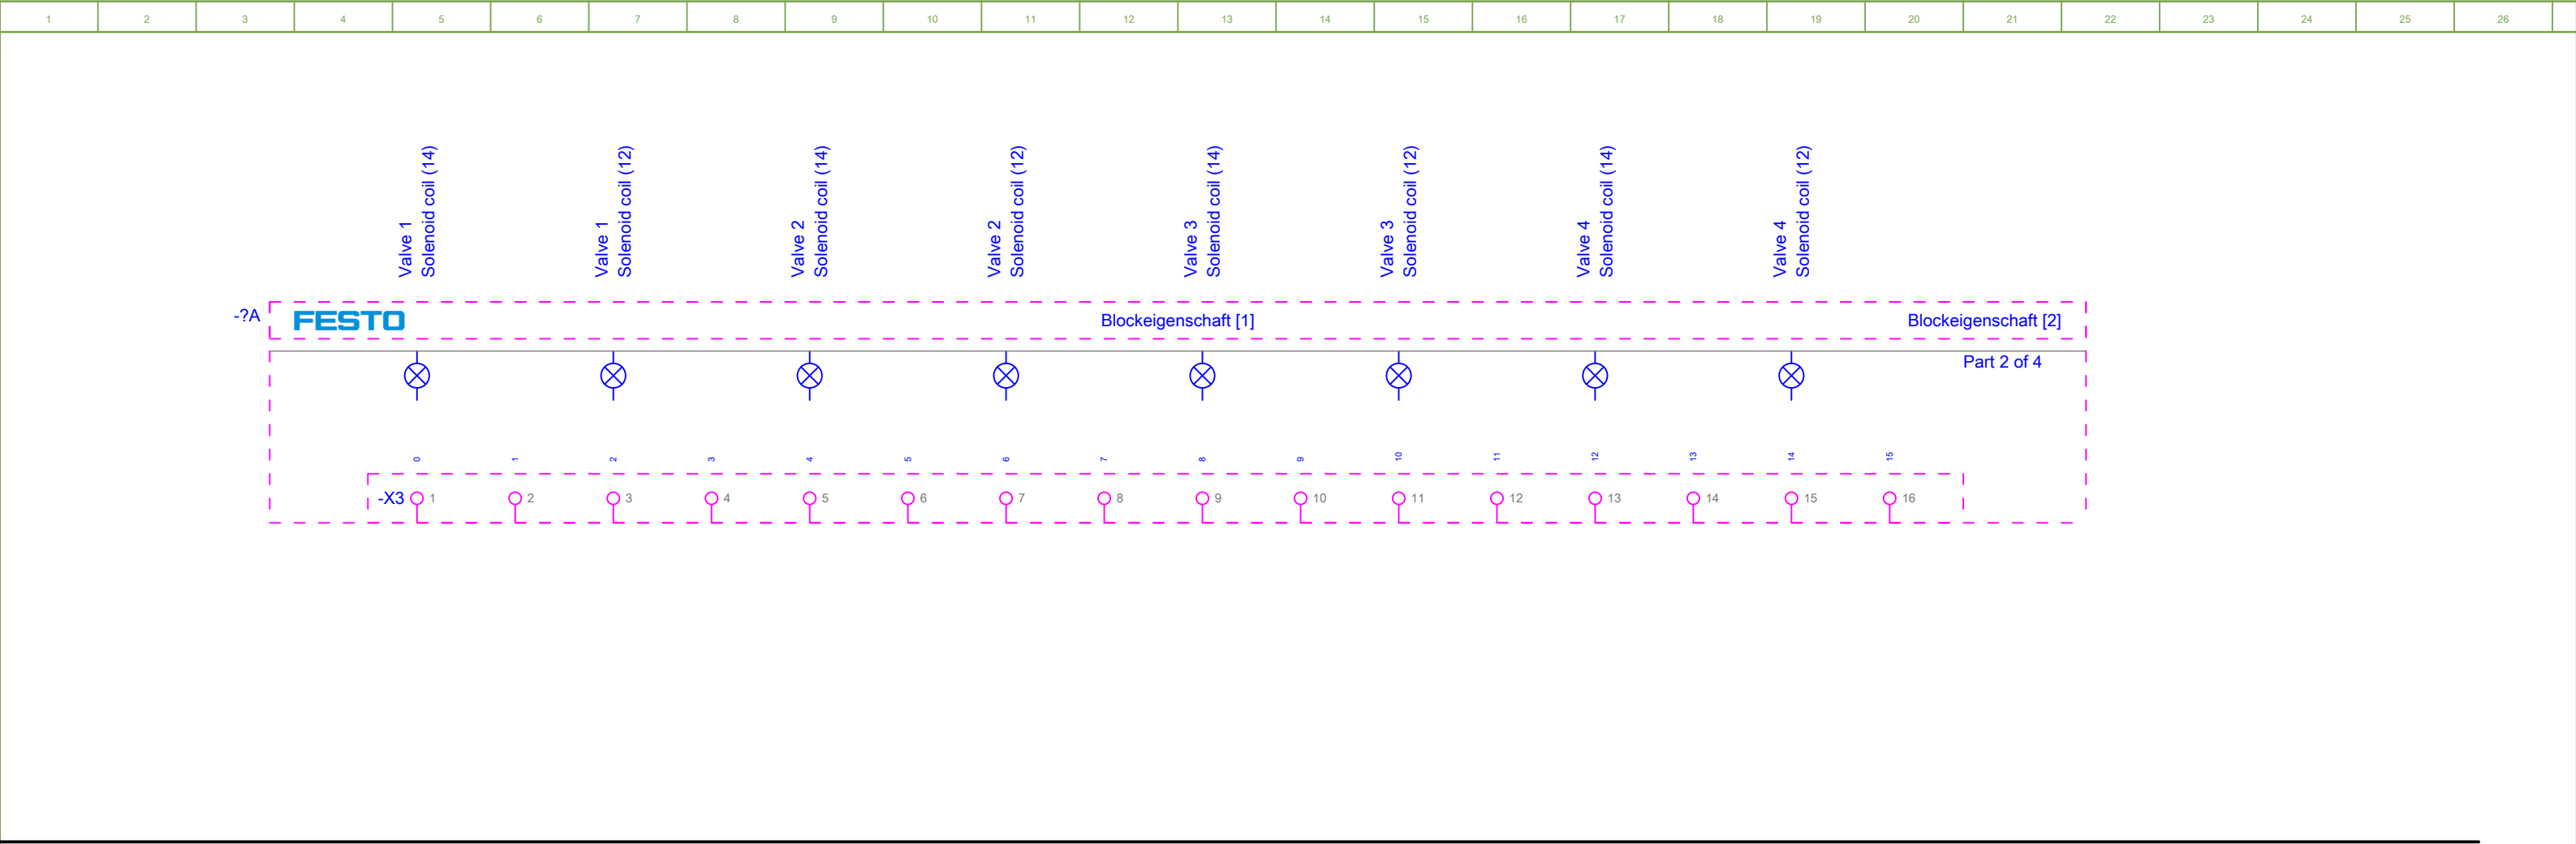 1 2 3 4 5 6 7 8 9 10 11 12 13 14 15 16 17 18 19 20 21 22 23 24 25 26
Valve 1
Solenoid coil (14)
Valve 1
Solenoid coil (12)
Valve 2
Solenoid coil (14)
Valve 2
Solenoid coil (12)
Valve 3
Solenoid coil (14)
Valve 3
Solenoid coil (12)
Valve 4
Solenoid coil (14)
Valve 4
Solenoid coil (12)
-?A FESTO Blockeigenschaft [1] Blockeigenschaft [2]
Part 2 of 4
0 1 2 3 4 5 6 7 8 9 10 11 12 13 14 15
-X3 1 2 3 4 5 6 7 8 9 10 11 12 13 14 15 16